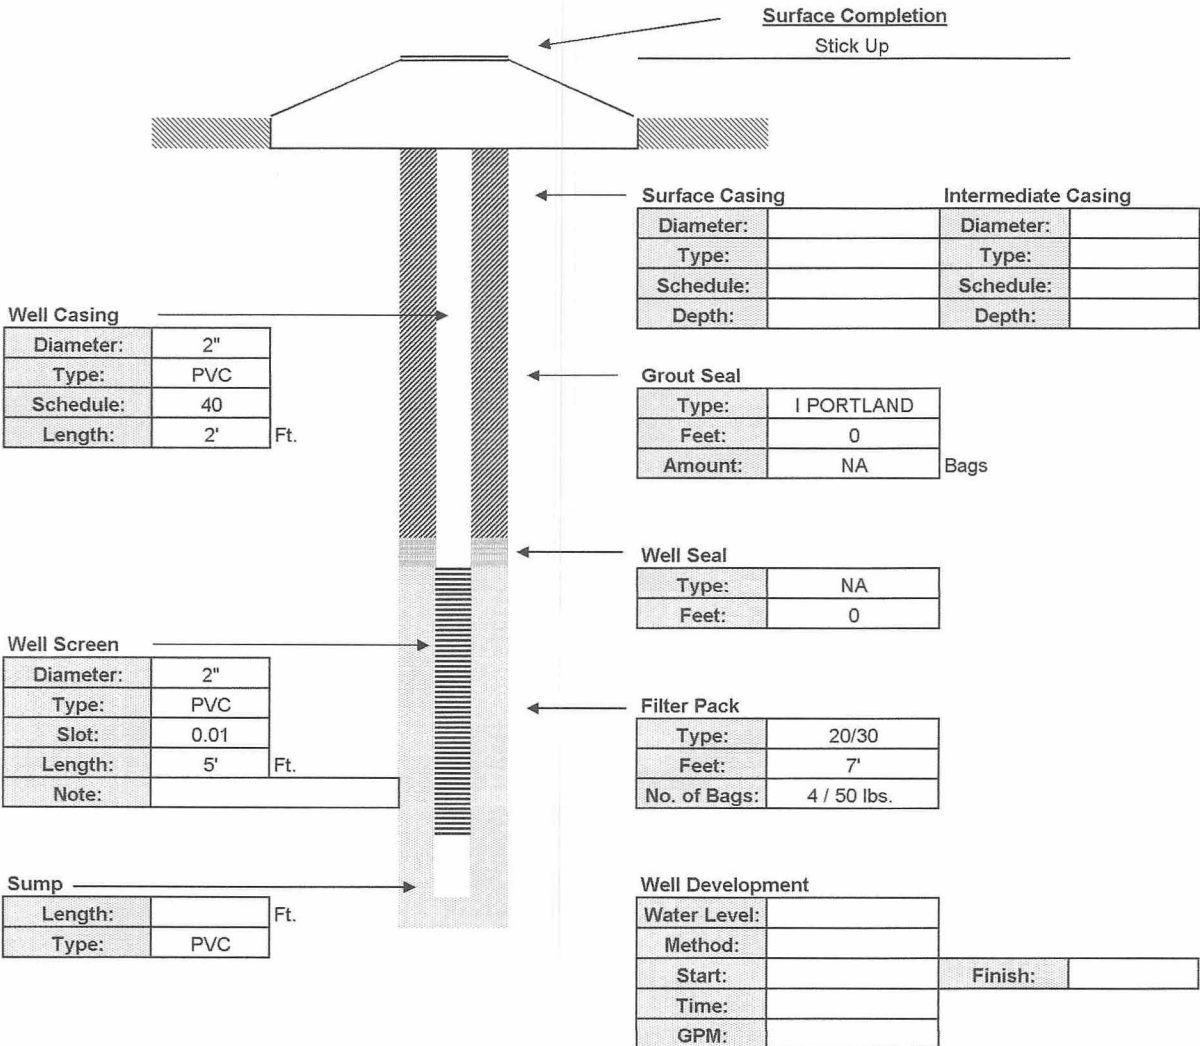 Surface Completion
Stick Up
Surface Casing Intermediate Casing
Diameter: Diameter:
Type: Type:
Schedule: Schedule:
Depth: Depth:
Well Casing
Diameter: 2"
Type: PVC
Schedule: 40
Length: 2' Ft.
Grout Seal
Type: I PORTLAND
Feet: 0
Amount: NA Bags
Well Seal
Type: NA
Feet: 0
Well Screen
Diameter: 2"
Type: PVC
Slot: 0.01
Length: 5' Ft.
Note:
Filter Pack
Type: 20/30
Feet: 7'
No. of Bags: 4 / 50 lbs.
Sump
Length: Ft.
Type: PVC
Well Development
Water Level:
Method:
Start: Finish:
Time:
GPM: